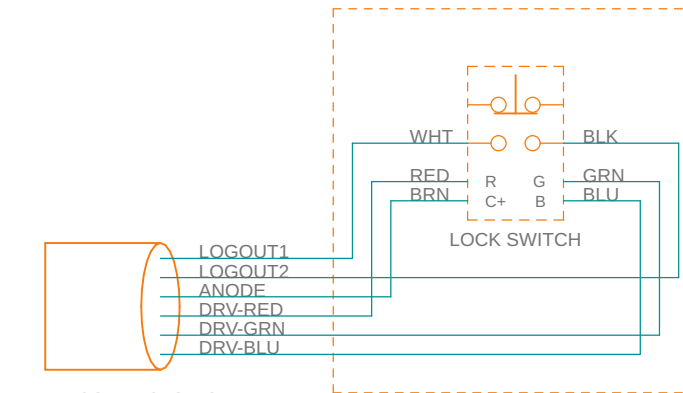 WHT BLK
RED R G GRN
BRN C+ B BLU
LOCK SWITCH
LOGOUT1
LOGOUT2
ANODE
DRV-RED
DRV-GRN
DRV-BLU